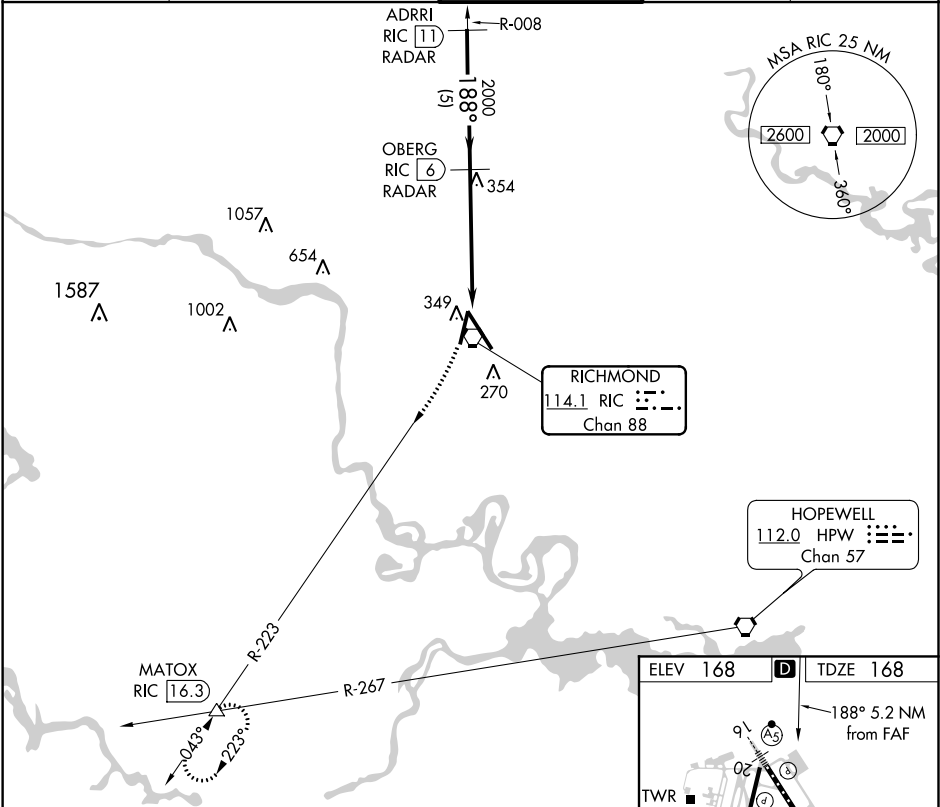 ADRRI
RIC 11
RADAR
R-008
2000
188°
(5)
OBERG
RIC 6
RADAR
354
MSA RIC 25 NM
180°
2600
2000
360°
1057
654
1587
1002
349
270
RICHMOND
114.1 RIC
Chan 88
HOPEWELL
112.0 HPW
Chan 57
R-223
R-267
MATOX
RIC 16.3
043°
223°
ELEV 168
D
TDZE 168
188° 5.2 NM
from FAF
16
A5
20
P
P
TWR